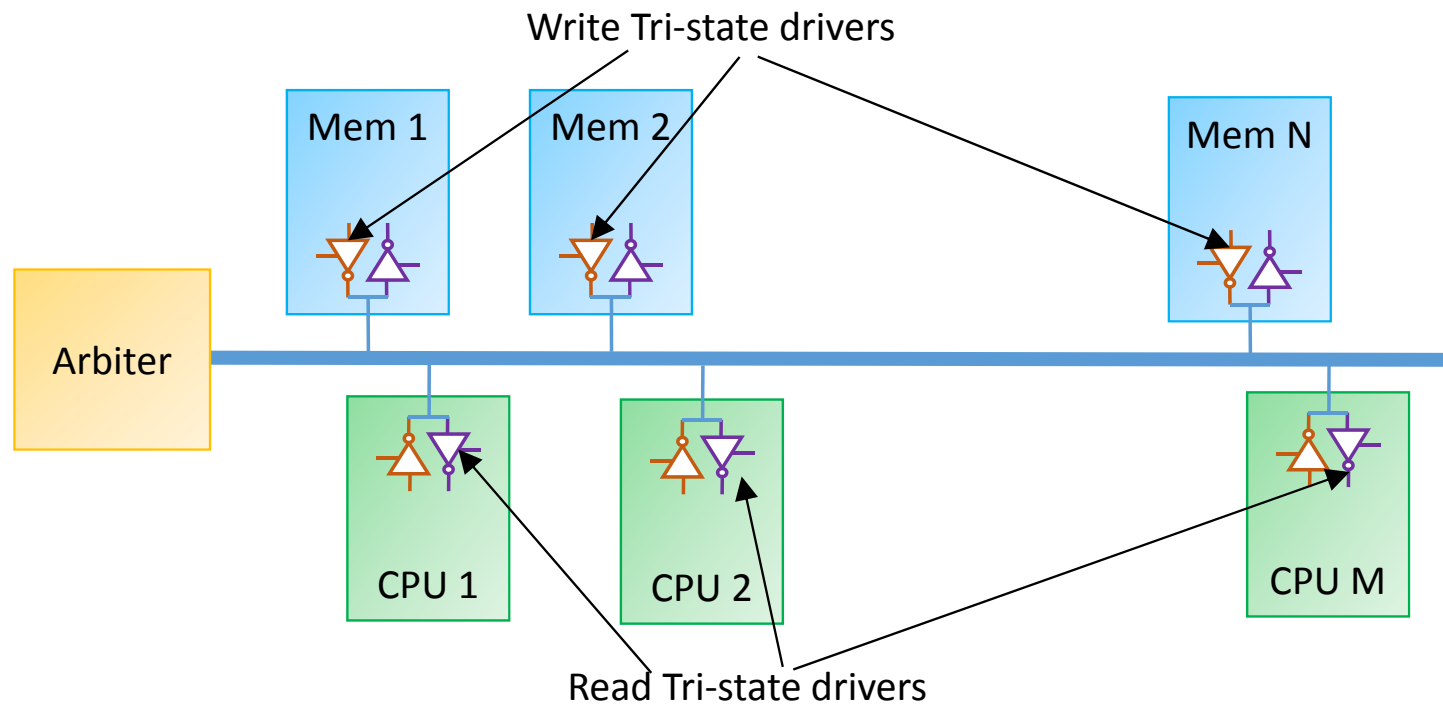 Write Tri-state drivers
Mem 1
Mem 2
Mem N
Arbiter
CPU 1
CPU 2
CPU M
Read Tri-state drivers